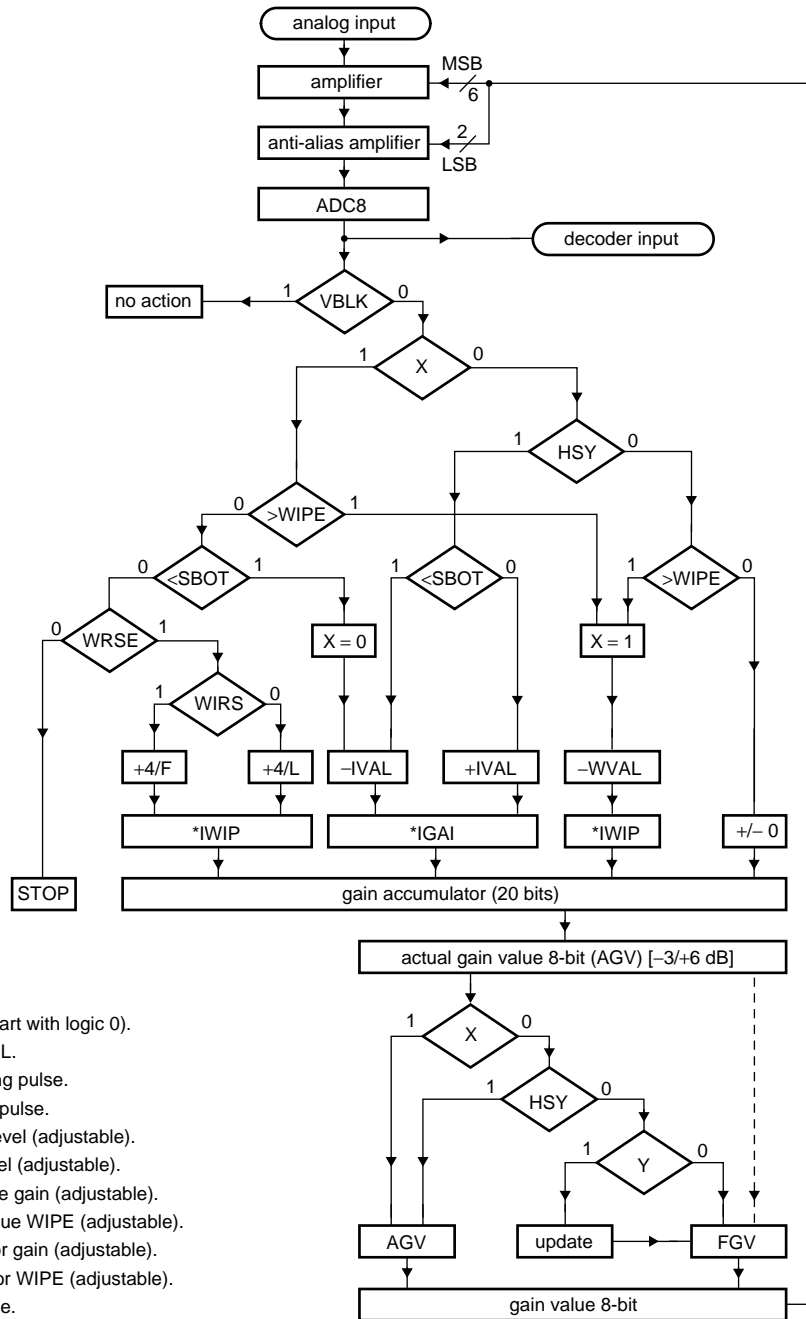 analog input
MSB
amplifier
6
2
anti-alias amplifier
LSB
ADC8
decoder input
no action
1
VBLK
0
1
X
0
1
HSY
0
0
>WIPE
1
0
<SBOT
1
1
<SBOT
0
1
>WIPE
0
0
WRSE
1
X = 0
X = 1
1
WIRS
0
+4/F
+4/L
−IVAL
+IVAL
−WVAL
*IWIP
*IGAI
*IWIP
+/− 0
STOP
gain accumulator (20 bits)
actual gain value 8-bit (AGV) [−3/+6 dB]
1
X
0
1
HSY
0
1
Y
0
AGV
update
FGV
gain value 8-bit
art with logic 0).
L.
g pulse.
pulse.
evel (adjustable).
el (adjustable).
e gain (adjustable).
ue WIPE (adjustable).
or gain (adjustable).
or WIPE (adjustable).
e.